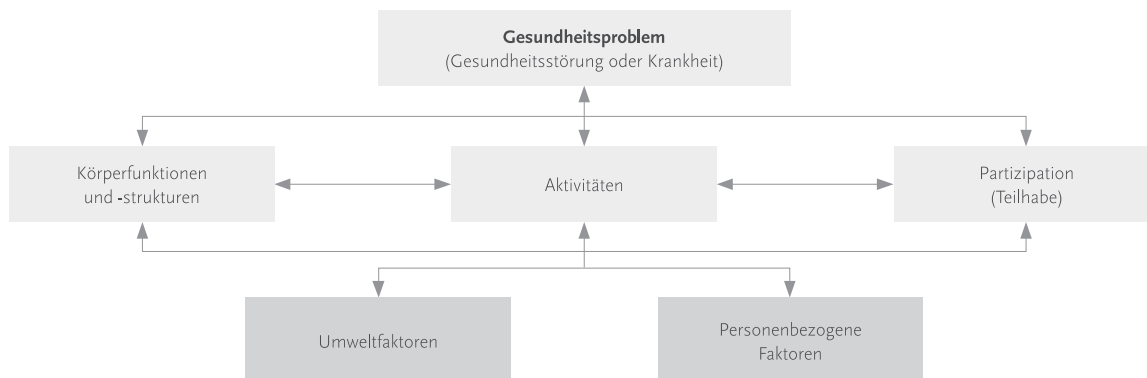 Gesundheitsproblem
(Gesundheitsstörung oder Krankheit)
Körperfunktionen
und -strukturen
Aktivitäten
Partizipation
(Teilhabe)
Umweltfaktoren
Personenbezogene
Faktoren